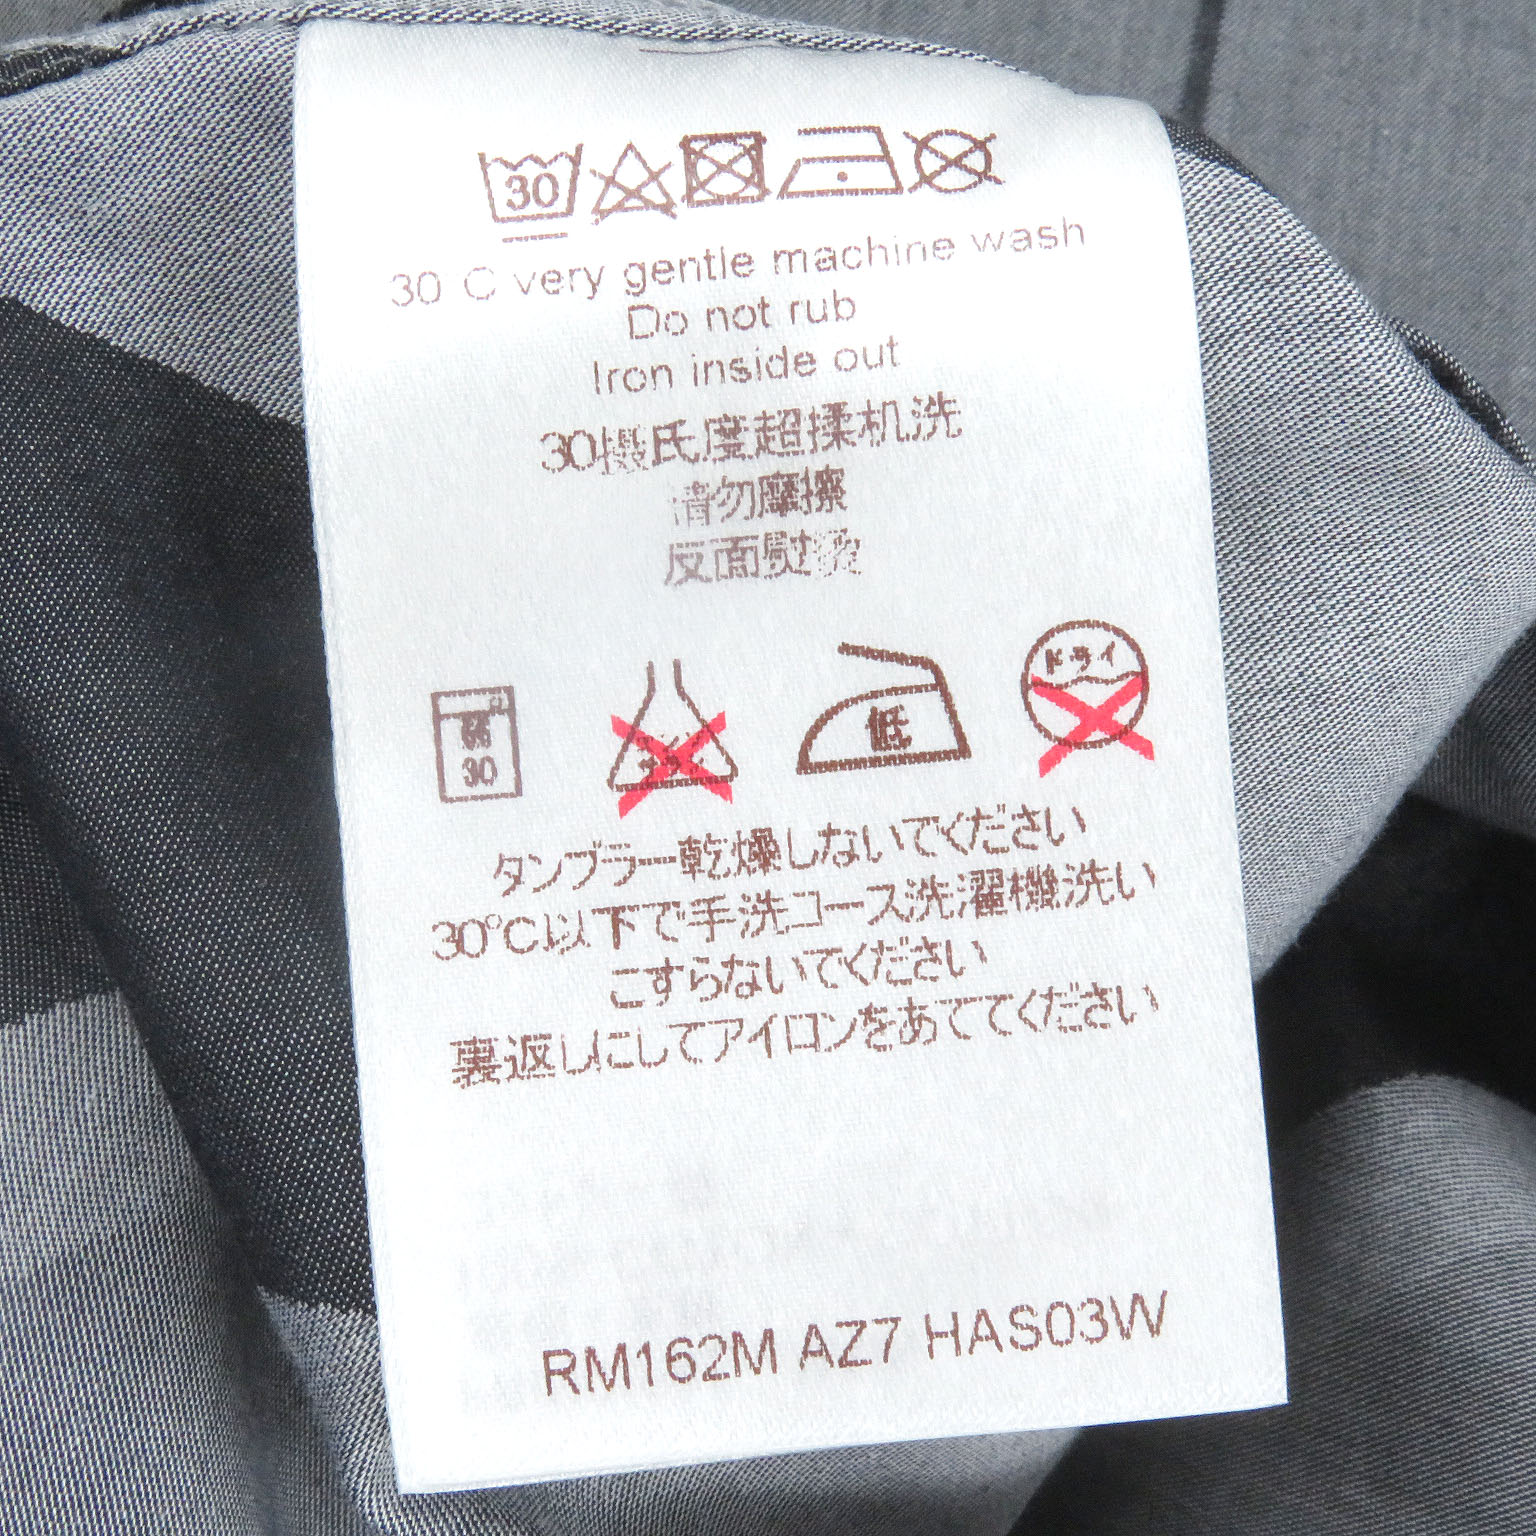 30
30 C very gentle machine wash
Do not rub
Iron inside out
30摄氏度超揉机洗
请勿摩擦
反面熨烫
30 低 ドライ
タンブラー乾燥しないでください
30°C以下で手洗コース洗濯機洗い
こすらないでください
裏返しにしてアイロンをあててください
RM162M AZ7 HAS03W